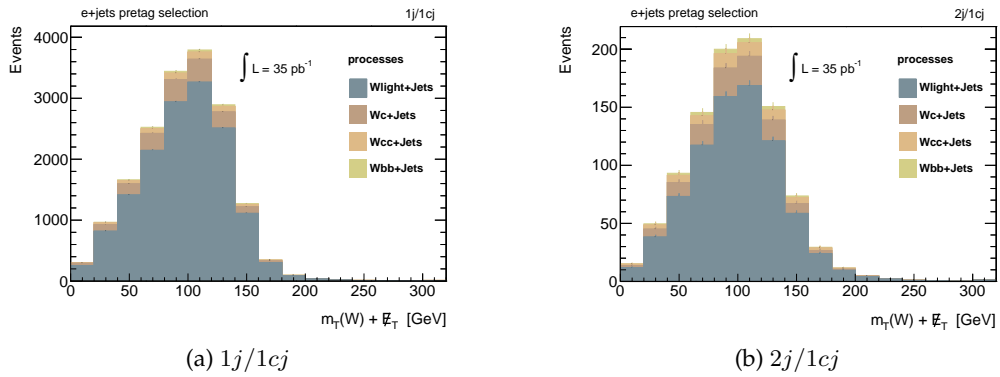 e+jets pretag selection
1j/1cj
Events
4000
3000
2000
1000
0
∫ L = 35 pb⁻¹
processes
Wlight+Jets
Wc+Jets
Wcc+Jets
Wbb+Jets
0 50 100 150 200 250 300
m_T(W) + E̸_T [GeV]
(a) 1j/1cj
e+jets pretag selection
2j/1cj
Events
200
150
100
50
0
∫ L = 35 pb⁻¹
processes
Wlight+Jets
Wc+Jets
Wcc+Jets
Wbb+Jets
0 50 100 150 200 250 300
m_T(W) + E̸_T [GeV]
(b) 2j/1cj